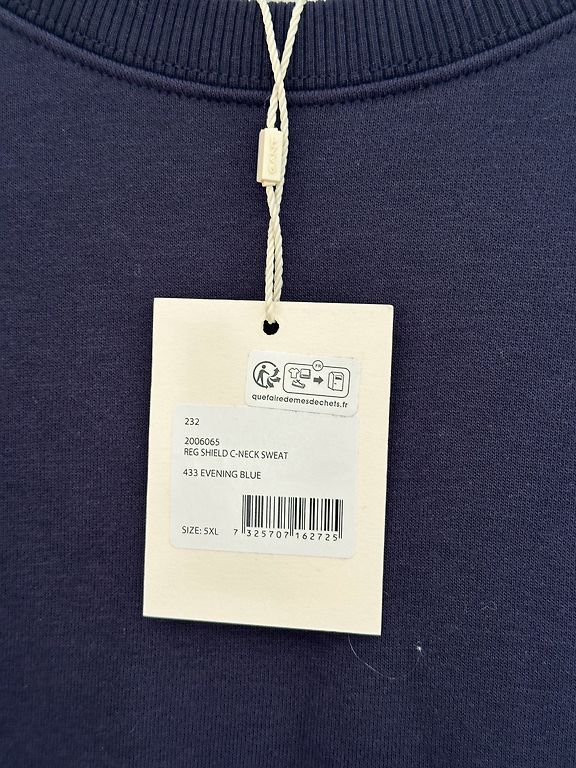 GANT
FR
quefairedemesdechets.fr
232
2006065
REG SHIELD C-NECK SWEAT
433 EVENING BLUE
SIZE: 5XL
7 325707 162725